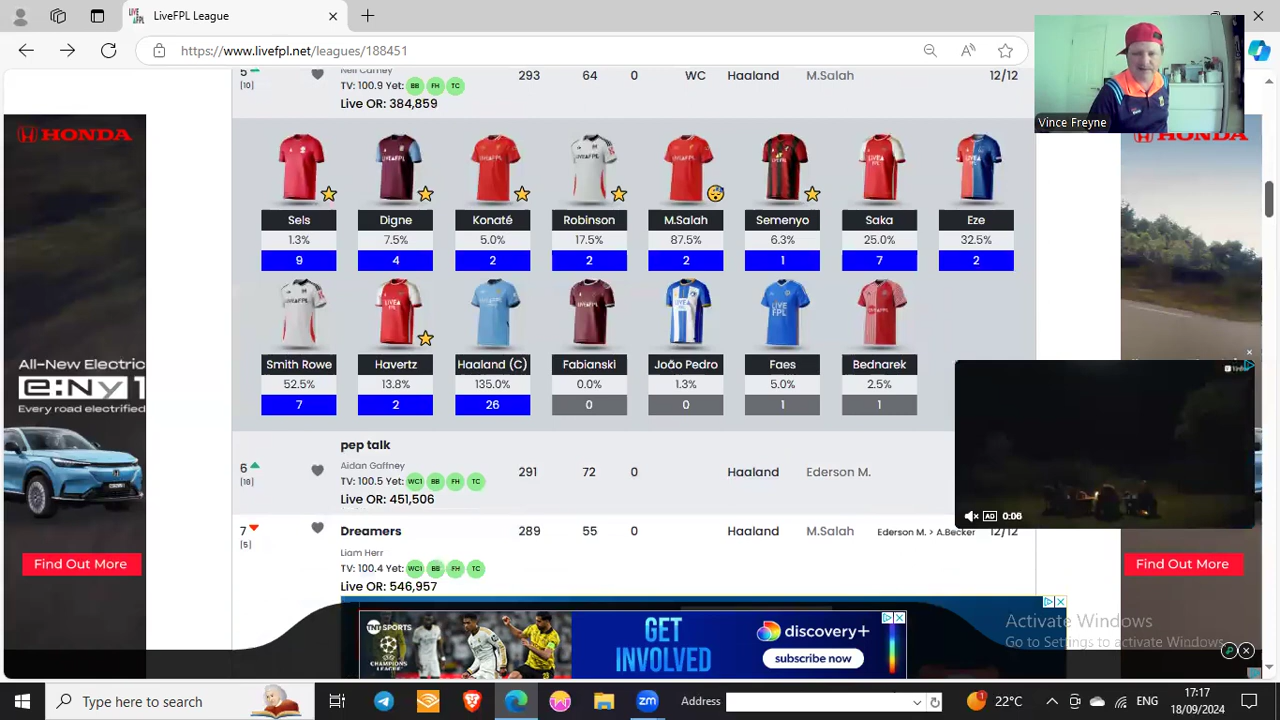 LiveFPL League
https://www.livefpl.net/leagues/188451
Vince Freyne
HONDA
HONDA
5
[10]
Neil Carney
TV: 100.9 Yet: BB FH TC
Live OR: 384,859
293 64 0 WC Haaland M.Salah 12/12
Sels Digne Konaté Robinson M.Salah Semenyo Saka Eze
1.3% 7.5% 5.0% 17.5% 87.5% 6.3% 25.0% 32.5%
9 4 2 2 2 1 7 2
Smith Rowe Havertz Haaland (C) Fabianski João Pedro Faes Bednarek
52.5% 13.8% 135.0% 0.0% 1.3% 5.0% 2.5%
7 2 26 0 0 1 1
All-New Electric
e:Ny1
Every road electrified
Find Out More
AD 0:06
6
[18]
pep talk
Aidan Gaffney
TV: 100.5 Yet: WC1 BB FH TC
Live OR: 451,506
291 72 0 Haaland Ederson M.
7
[5]
Dreamers
Liam Herr
TV: 100.4 Yet: WC1 BB FH TC
Live OR: 546,957
289 55 0 Haaland M.Salah Ederson M. > A.Becker 12/12
Find Out More
TNT SPORTS
CHAMPIONS
LEAGUE
GET
INVOLVED
discovery+
subscribe now
Activate Windows
Go to Settings to activate Windows.
Type here to search
zm
Address
1
22°C
ENG
17:17
18/09/2024